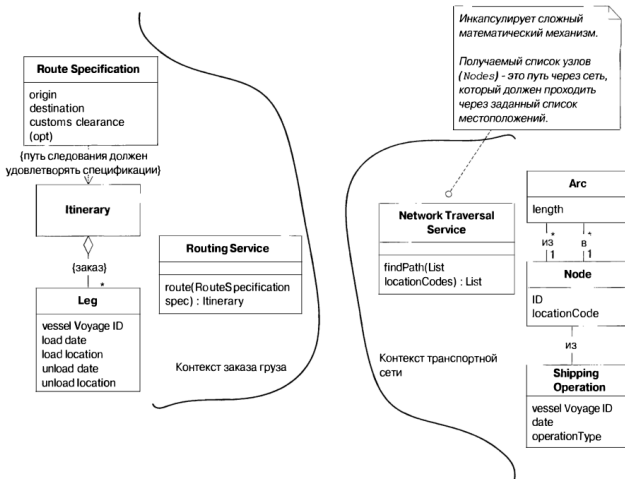 Инкапсулирует сложный
математический механизм.
Получаемый список узлов
(Nodes) - это путь через сеть,
который должен проходить
через заданный список
местоположений.
Route Specification
origin
destination
customs clearance
(opt)
{путь следования должен
удовлетворять спецификации}
Itinerary
{заказ}
*
Leg
vessel Voyage ID
load date
load location
unload date
unload location
Routing Service
route(RouteSpecification
spec) : Itinerary
Контекст заказа груза
Network Traversal
Service
findPath(List
locationCodes) : List
Контекст транспортной
сети
Arc
length
* *
из в
1 1
Node
ID
locationCode
из
Shipping
Operation
vessel Voyage ID
date
operationType